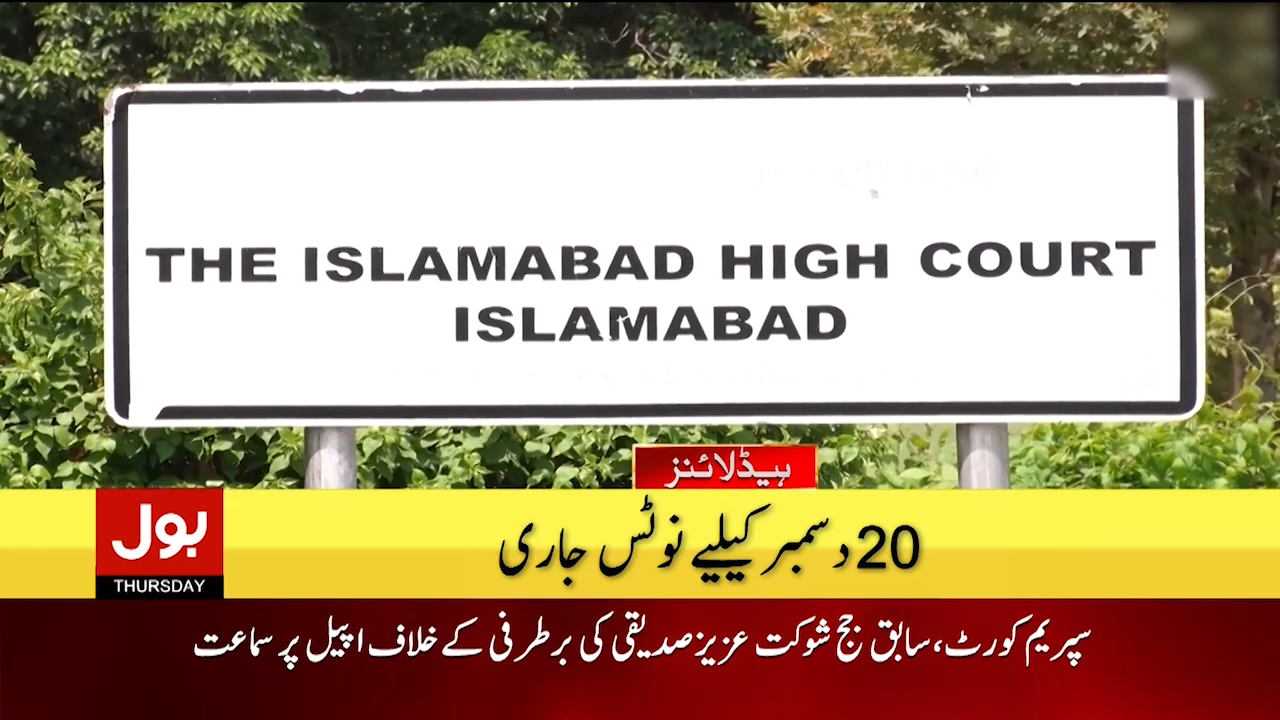 THE ISLAMABAD HIGH COURT
ISLAMABAD
ہیڈلائنز
20 دسمبر کیلیے نوٹس جاری
بول
THURSDAY
سپریم کورٹ، سابق جج شوکت عزیز صدیقی کی برطرفی کے خلاف اپیل پر سماعت